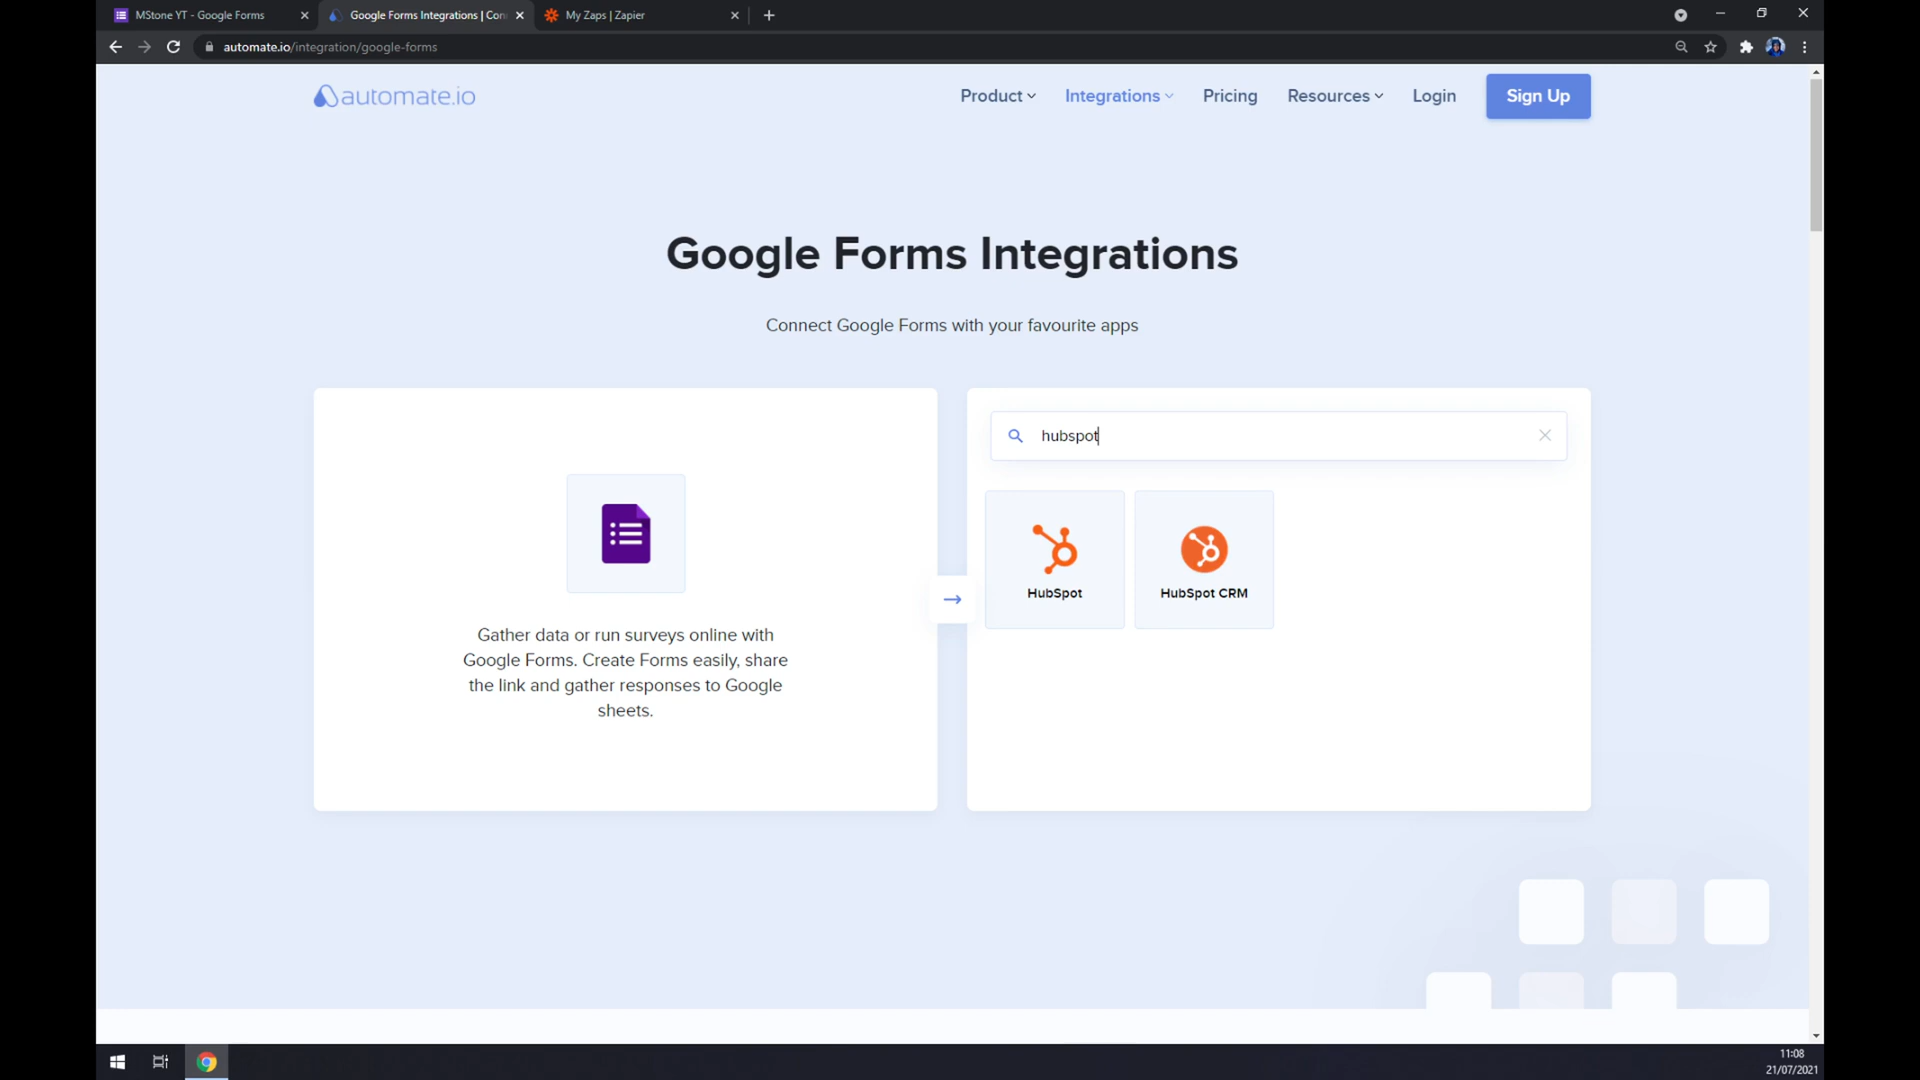 MStone YT - Google Forms
Google Forms Integrations | Con
My Zaps | Zapier
automate.io/integration/google-forms
automate.io
Product
Integrations
Pricing
Resources
Login
Sign Up
Google Forms Integrations
Connect Google Forms with your favourite apps
hubspot
HubSpot
HubSpot CRM
Gather data or run surveys online with
Google Forms. Create Forms easily, share
the link and gather responses to Google
sheets.
11:08
21/07/2021